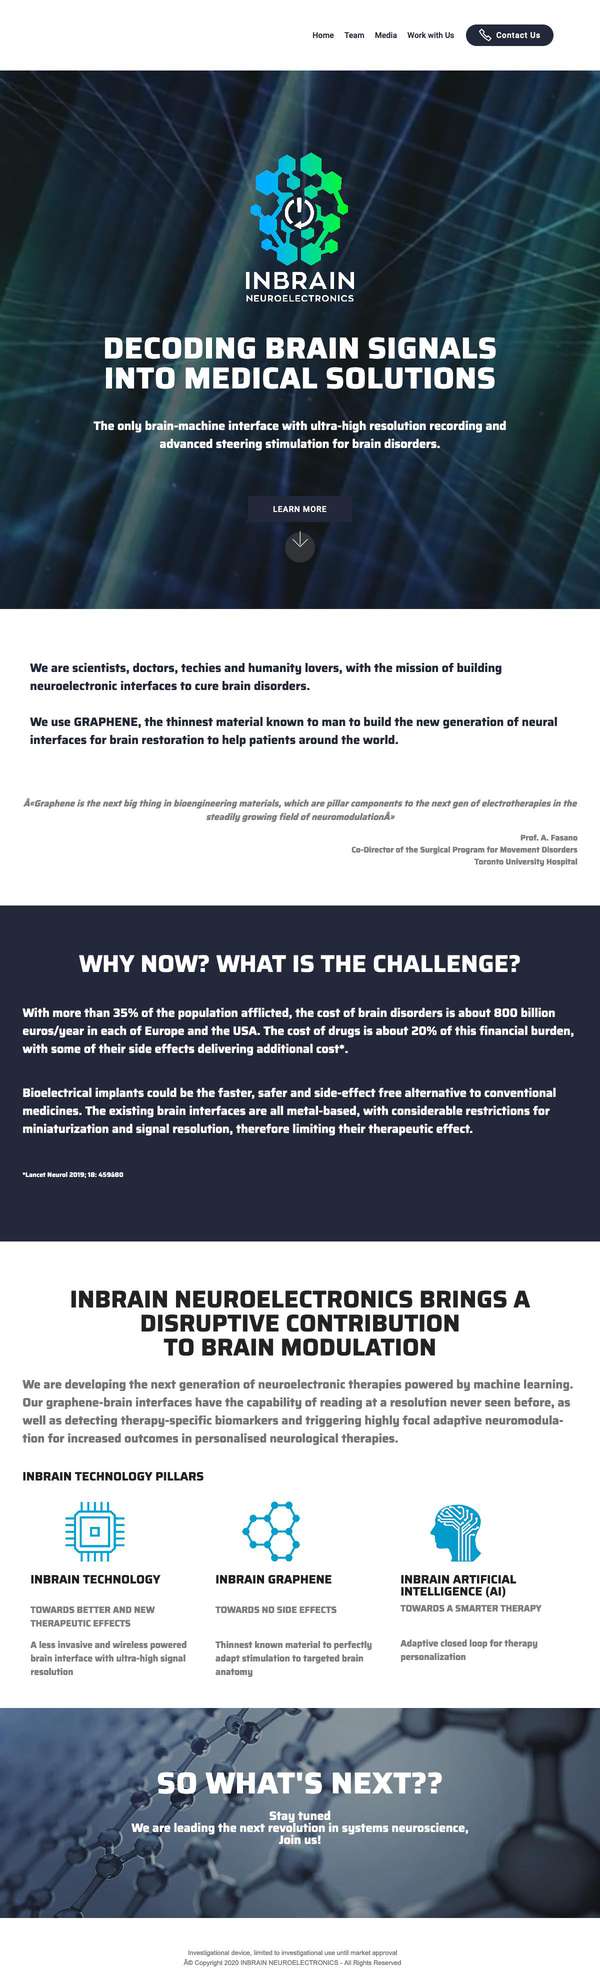 Home Team Media Work with Us Contact Us
INBRAIN
NEUROELECTRONICS
DECODING BRAIN SIGNALS
INTO MEDICAL SOLUTIONS
The only brain-machine interface with ultra-high resolution recording and
advanced steering stimulation for brain disorders.
LEARN MORE
We are scientists, doctors, techies and humanity lovers, with the mission of building
neuroelectronic interfaces to cure brain disorders.
We use GRAPHENE, the thinnest material known to man to build the new generation of neural
interfaces for brain restoration to help patients around the world.
Â«Graphene is the next big thing in bioengineering materials, which are pillar components to the next gen of electrotherapies in the
steadily growing field of neuromodulationÂ»
Prof. A. Fasano
Co-Director of the Surgical Program for Movement Disorders
Toronto University Hospital
WHY NOW? WHAT IS THE CHALLENGE?
With more than 35% of the population afflicted, the cost of brain disorders is about 800 billion
euros/year in each of Europe and the USA. The cost of drugs is about 20% of this financial burden,
with some of their side effects delivering additional cost*.
Bioelectrical implants could be the faster, safer and side-effect free alternative to conventional
medicines. The existing brain interfaces are all metal-based, with considerable restrictions for
miniaturization and signal resolution, therefore limiting their therapeutic effect.
*Lancet Neurol 2019; 18: 459â80
INBRAIN NEUROELECTRONICS BRINGS A
DISRUPTIVE CONTRIBUTION
TO BRAIN MODULATION
We are developing the next generation of neuroelectronic therapies powered by machine learning.
Our graphene-brain interfaces have the capability of reading at a resolution never seen before, as
well as detecting therapy-specific biomarkers and triggering highly focal adaptive neuromodula-
tion for increased outcomes in personalised neurological therapies.
INBRAIN TECHNOLOGY PILLARS
INBRAIN TECHNOLOGY
TOWARDS BETTER AND NEW
THERAPEUTIC EFFECTS
A less invasive and wireless powered
brain interface with ultra-high signal
resolution
INBRAIN GRAPHENE
TOWARDS NO SIDE EFFECTS
Thinnest known material to perfectly
adapt stimulation to targeted brain
anatomy
INBRAIN ARTIFICIAL
INTELLIGENCE (AI)
TOWARDS A SMARTER THERAPY
Adaptive closed loop for therapy
personalization
SO WHAT'S NEXT??
Stay tuned
We are leading the next revolution in systems neuroscience,
Join us!
Investigational device, limited to investigational use until market approval
Â© Copyright 2020 INBRAIN NEUROELECTRONICS - All Rights Reserved